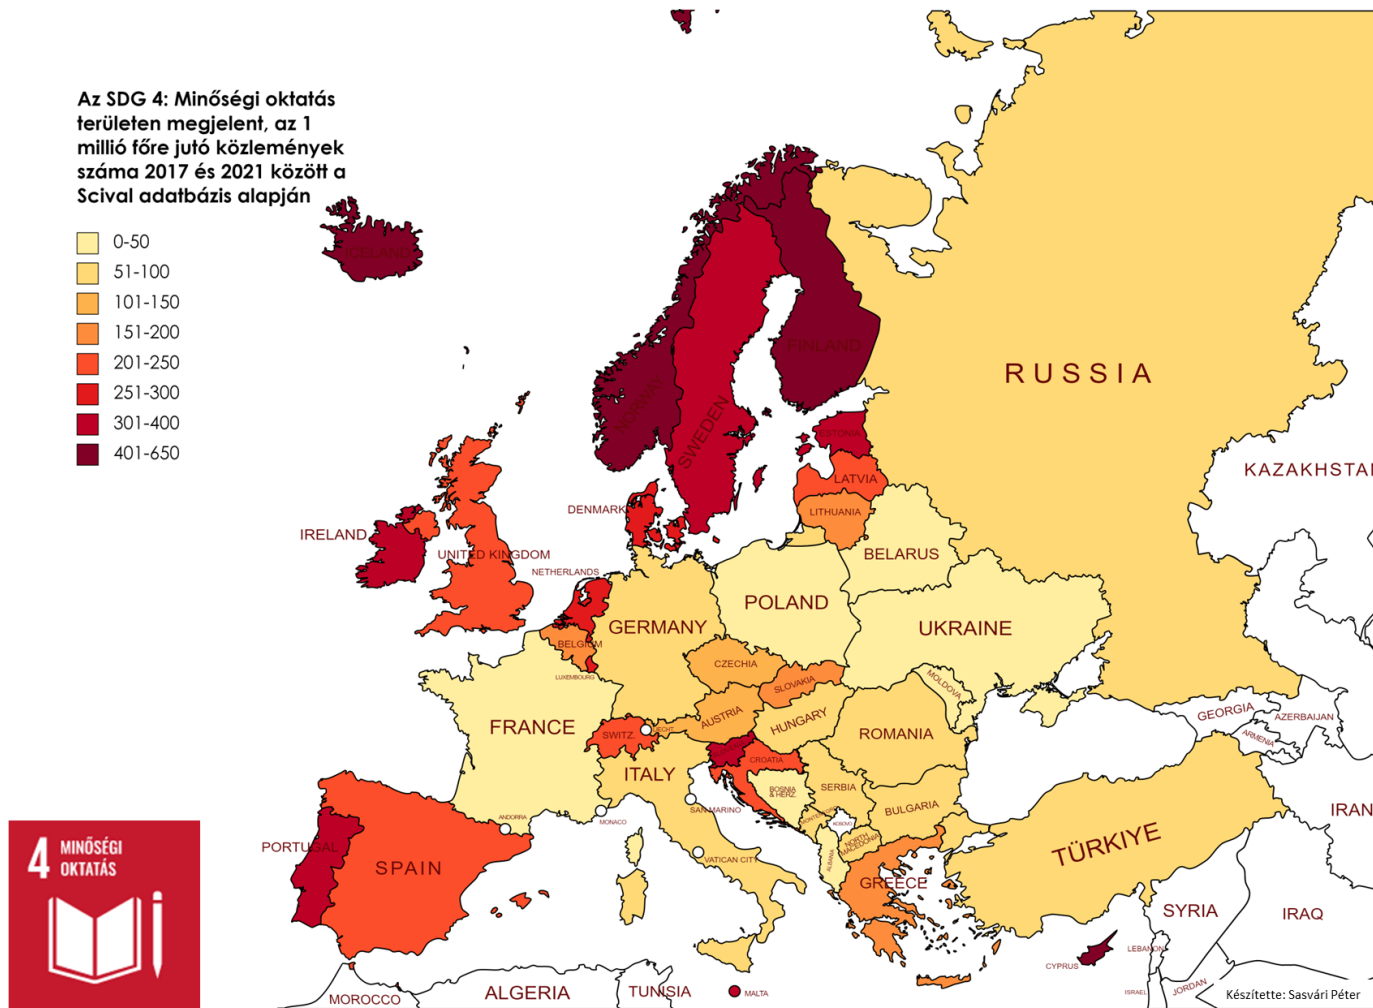 Az SDG 4: Minőségi oktatás
területen megjelent, az 1
millió főre jutó közlemények
száma 2017 és 2021 között a
Scival adatbázis alapján
0-50
51-100
101-150
151-200
201-250
251-300
301-400
401-650
ICELAND
NORWAY
SWEDEN
FINLAND
RUSSIA
ESTONIA
LATVIA
LITHUANIA
KAZAKHSTAN
DENMARK
IRELAND
UNITED KINGDOM
NETHERLANDS
BELARUS
POLAND
GERMANY
UKRAINE
BELGIUM
LUXEMBOURG
CZECHIA
SLOVAKIA
MOLDOVA
FRANCE
SWITZ.
LIECHT.
AUSTRIA
HUNGARY
ROMANIA
GEORGIA
AZERBAIJAN
ARMENIA
SLOVENIA
CROATIA
ITALY
BOSNIA
& HERZ.
SERBIA
BULGARIA
SAN MARINO
MONTENEGRO
KOSOVO
NORTH
MACEDONIA
ALBANIA
ANDORRA
MONACO
VATICAN CITY
IRAN
PORTUGAL
SPAIN
GREECE
TÜRKIYE
SYRIA
IRAQ
CYPRUS
LEBANON
ISRAEL
JORDAN
MOROCCO
ALGERIA
TUNISIA
MALTA
4 MINŐSÉGI
OKTATÁS
Készítette: Sasvári Péter